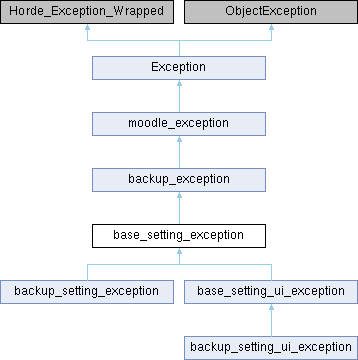 Horde_Exception_Wrapped
ObjectException
Exception
moodle_exception
backup_exception
base_setting_exception
backup_setting_exception
base_setting_ui_exception
backup_setting_ui_exception